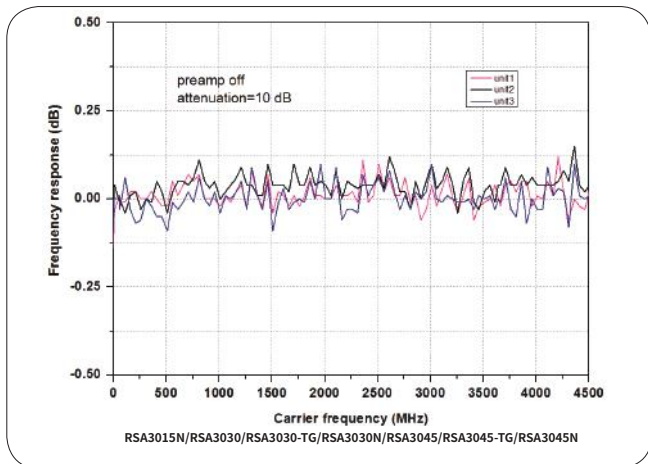 0.50
0.25
0.00
-0.25
-0.50
Frequency response (dB)
preamp off
attenuation=10 dB
unit1
unit2
unit3
0
500
1000
1500
2000
2500
3000
3500
4000
4500
Carrier frequency (MHz)
RSA3015N/RSA3030/RSA3030-TG/RSA3030N/RSA3045/RSA3045-TG/RSA3045N